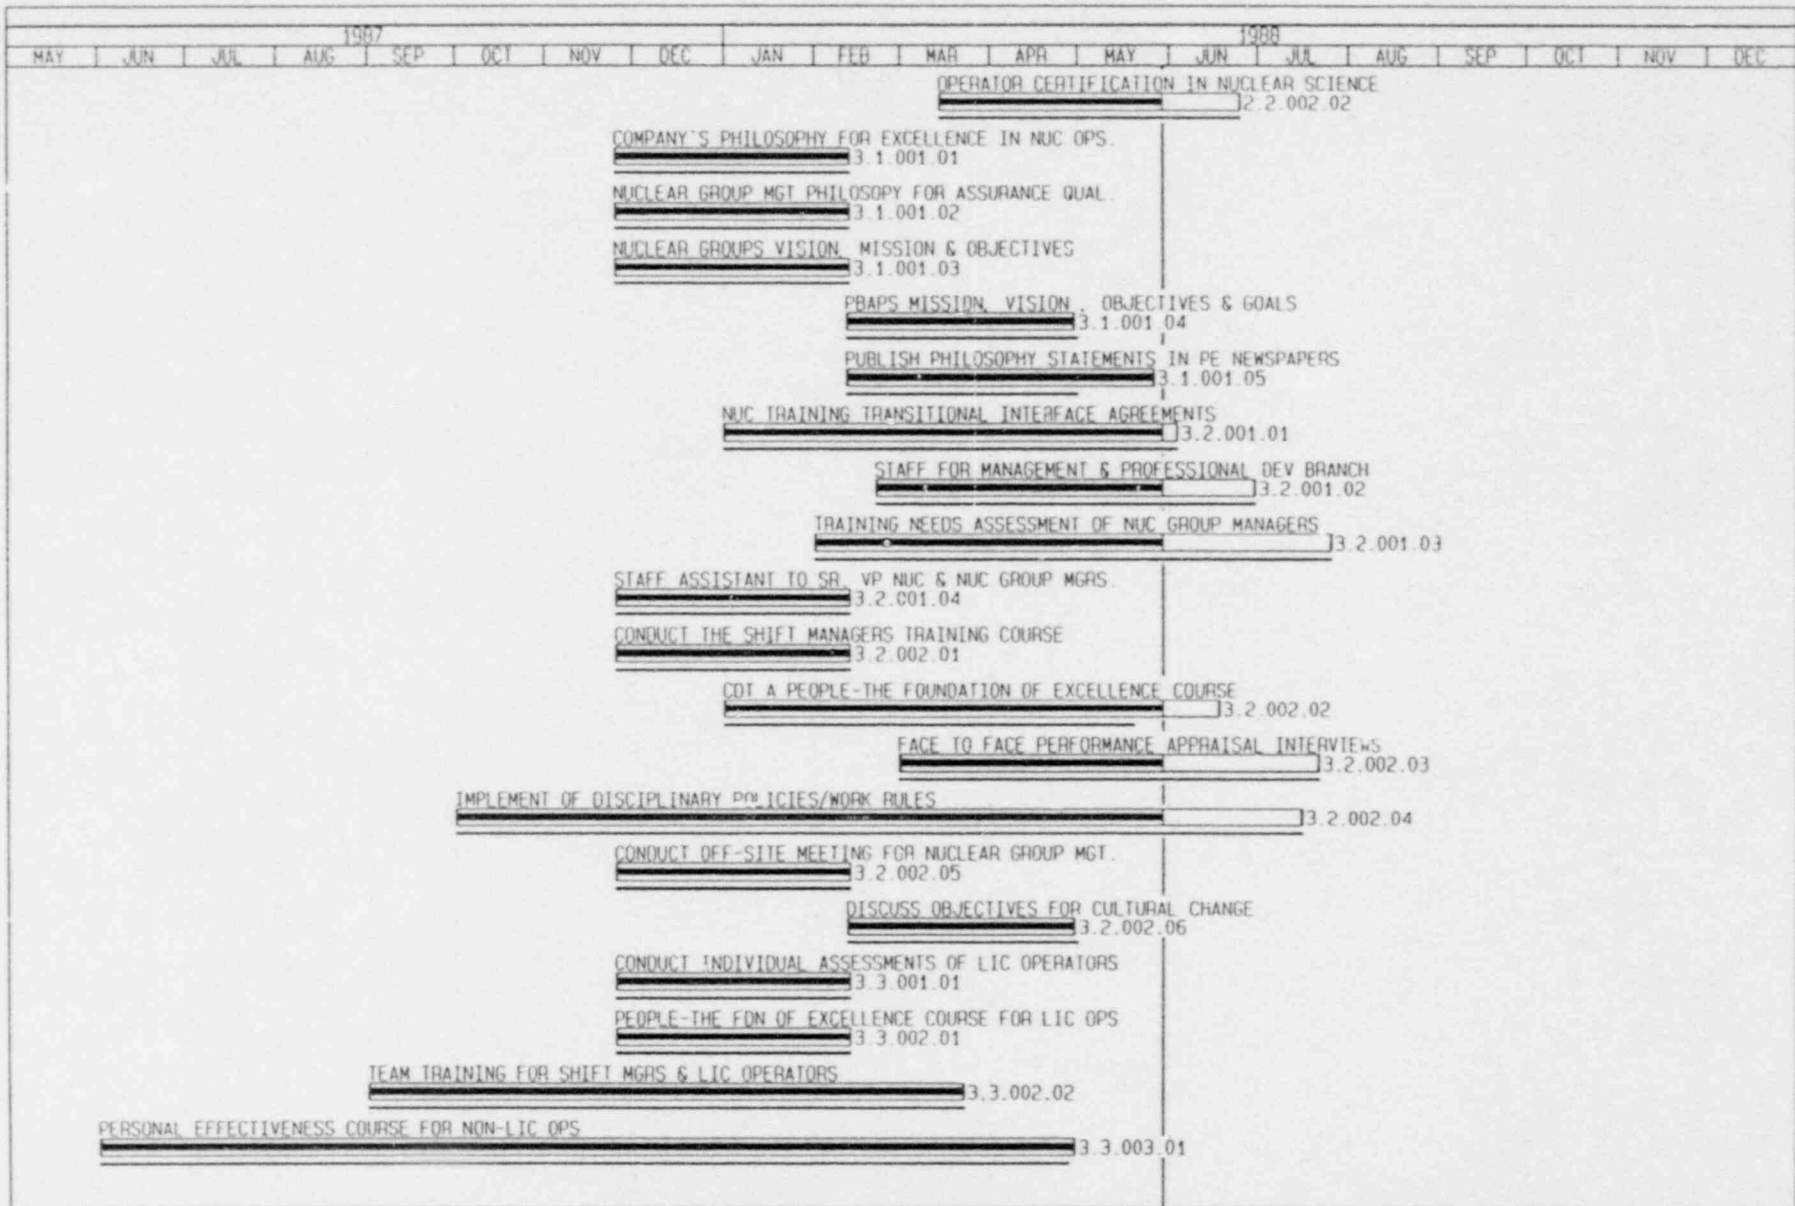 1987 1988
MAY JUN JUL AUG SEP OCT NOV DEC JAN FEB MAR APR MAY JUN JUL AUG SEP OCT NOV DEC
OPERATOR CERTIFICATION IN NUCLEAR SCIENCE
2.2.002.02
COMPANY'S PHILOSOPHY FOR EXCELLENCE IN NUC OPS.
3.1.001.01
NUCLEAR GROUP MGT PHILOSOPY FOR ASSURANCE QUAL.
3.1.001.02
NUCLEAR GROUPS VISION, MISSION & OBJECTIVES
3.1.001.03
PBAPS MISSION, VISION , OBJECTIVES & GOALS
3.1.001.04
PUBLISH PHILOSOPHY STATEMENTS IN PE NEWSPAPERS
3.1.001.05
NUC TRAINING TRANSITIONAL INTERFACE AGREEMENTS
3.2.001.01
STAFF FOR MANAGEMENT & PROFESSIONAL DEV BRANCH
3.2.001.02
TRAINING NEEDS ASSESSMENT OF NUC GROUP MANAGERS
3.2.001.03
STAFF ASSISTANT TO SR. VP NUC & NUC GROUP MGRS.
3.2.001.04
CONDUCT THE SHIFT MANAGERS TRAINING COURSE
3.2.002.01
CDT A PEOPLE-THE FOUNDATION OF EXCELLENCE COURSE
3.2.002.02
FACE TO FACE PERFORMANCE APPRAISAL INTERVIEWS
3.2.002.03
IMPLEMENT OF DISCIPLINARY POLICIES/WORK RULES
3.2.002.04
CONDUCT OFF-SITE MEETING FOR NUCLEAR GROUP MGT.
3.2.002.05
DISCUSS OBJECTIVES FOR CULTURAL CHANGE
3.2.002.06
CONDUCT INDIVIDUAL ASSESSMENTS OF LIC OPERATORS
3.3.001.01
PEOPLE-THE FDN OF EXCELLENCE COURSE FOR LIC OPS
3.3.002.01
TEAM TRAINING FOR SHIFT MGRS & LIC OPERATORS
3.3.002.02
PERSONAL EFFECTIVENESS COURSE FOR NON-LIC OPS
3.3.003.01